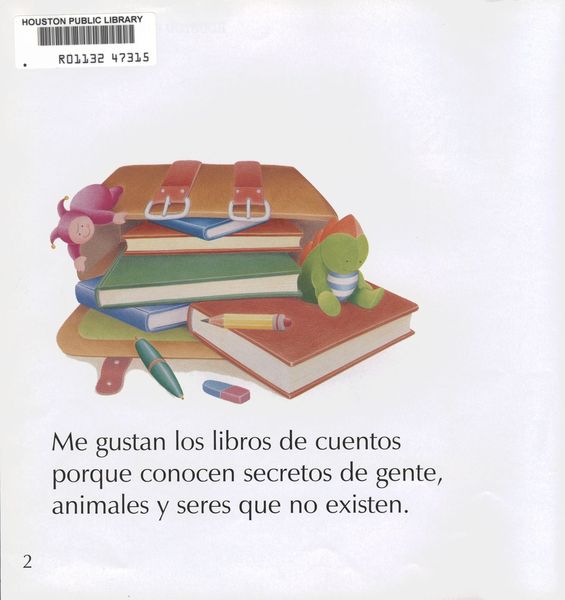 HOUSTON PUBLIC LIBRARY
R01132 47315
Me gustan los libros de cuentos
porque conocen secretos de gente,
animales y seres que no existen.
2